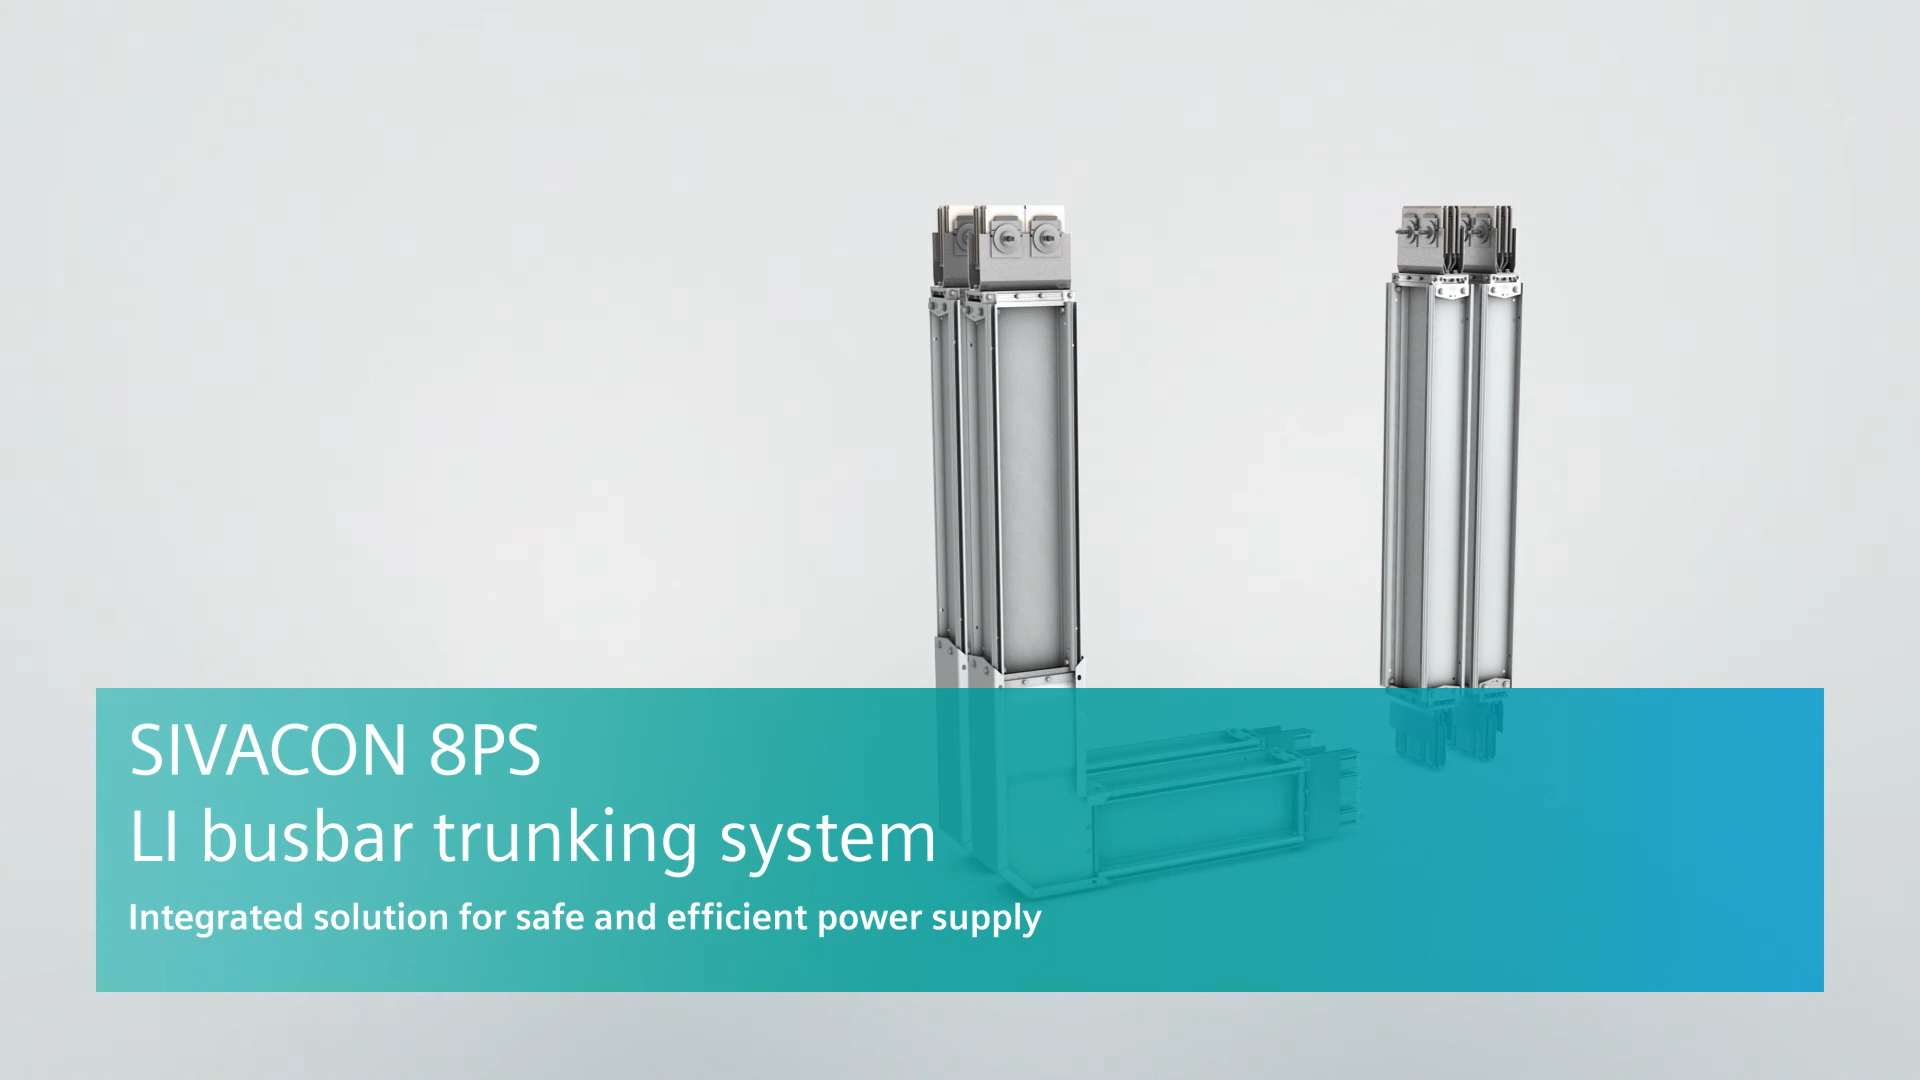 SIVACON 8PS
LI busbar trunking system
Integrated solution for safe and efficient power supply